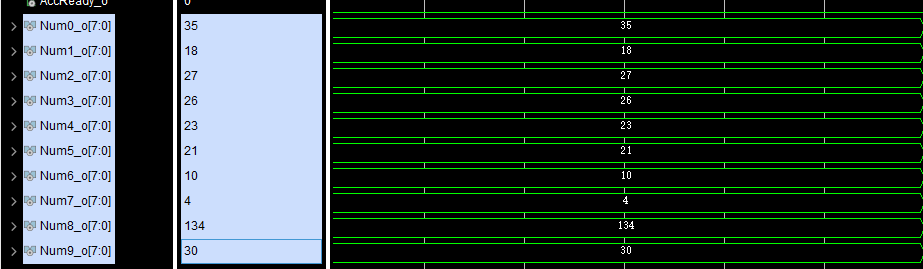 AccReady_o 0
Num0_o[7:0] 35 35
Num1_o[7:0] 18 18
Num2_o[7:0] 27 27
Num3_o[7:0] 26 26
Num4_o[7:0] 23 23
Num5_o[7:0] 21 21
Num6_o[7:0] 10 10
Num7_o[7:0] 4 4
Num8_o[7:0] 134 134
Num9_o[7:0] 30 30